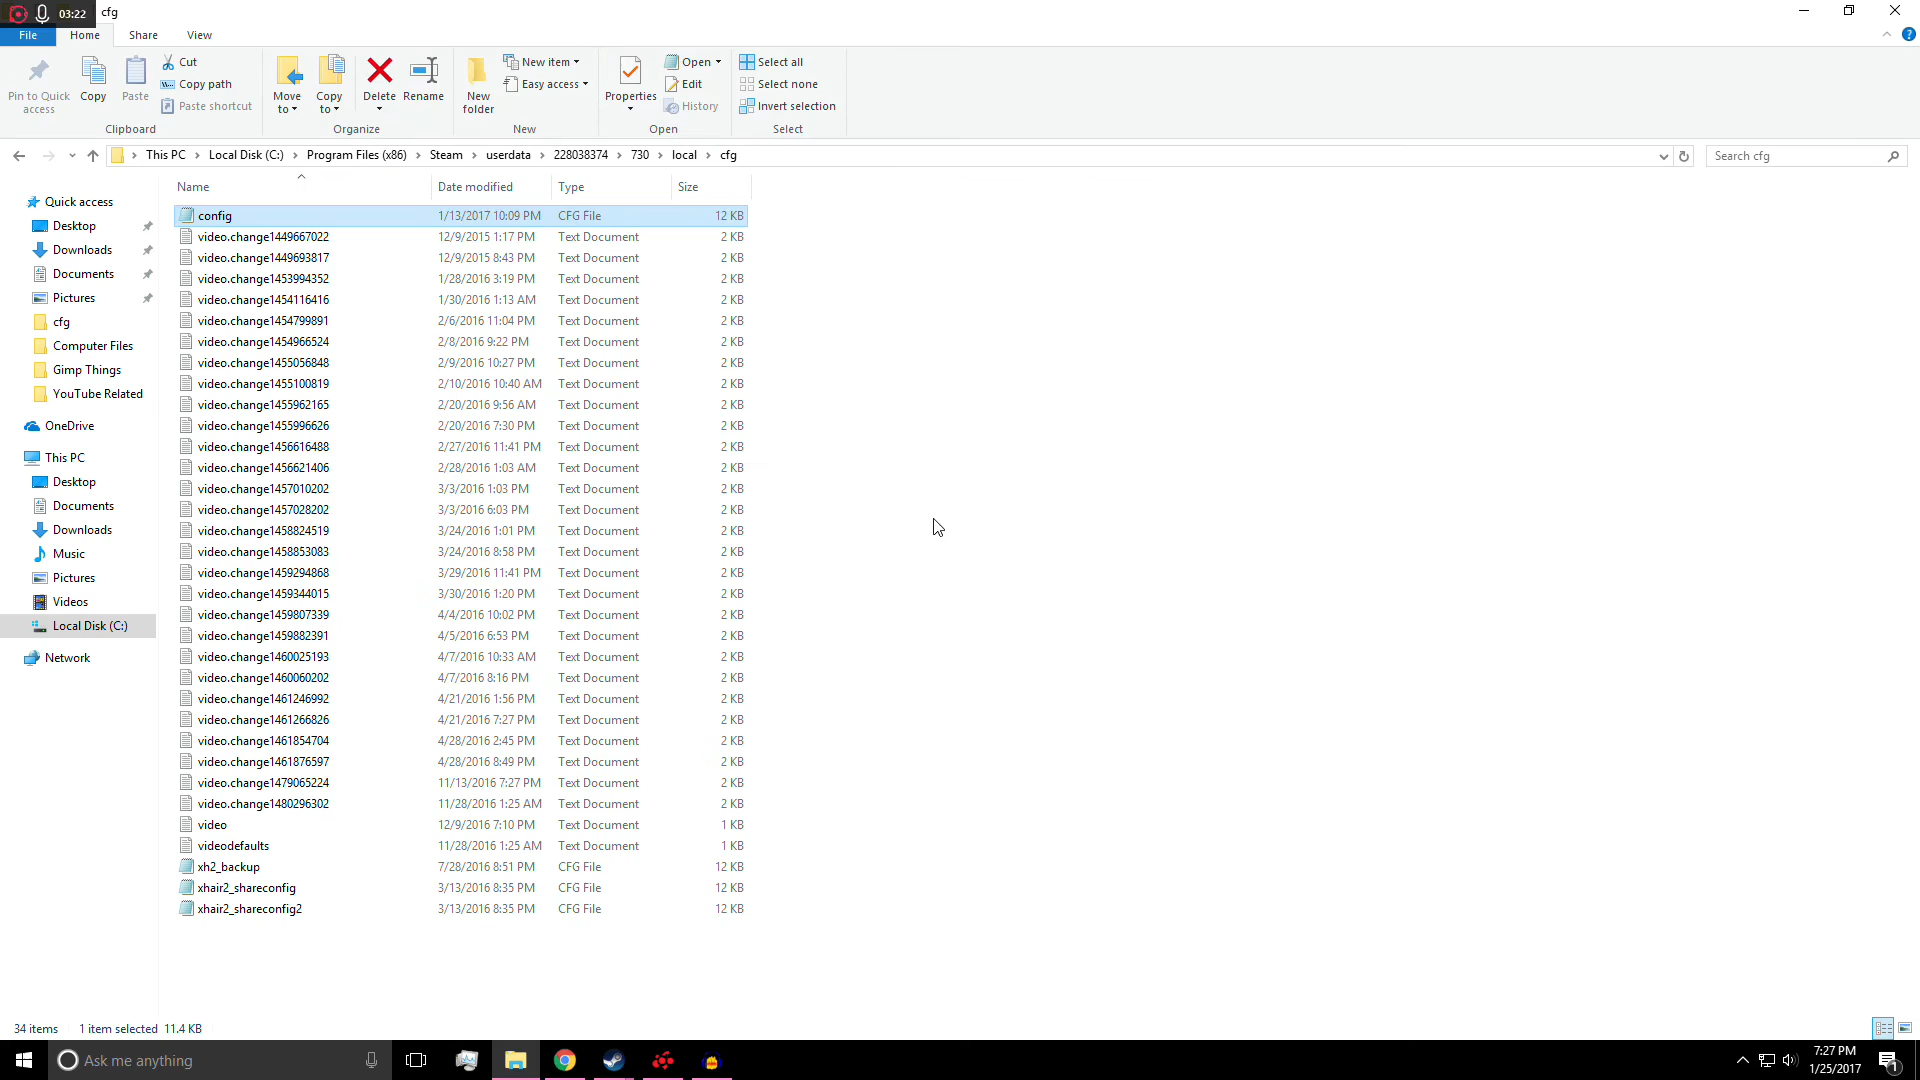 03:22 cfg
File Home Share View
Pin to Quick access
Copy
Paste
Cut
Copy path
Paste shortcut
Clipboard
Move to
Copy to
Delete
Rename
Organize
New folder
New item
Easy access
New
Properties
Open
Edit
History
Open
Select all
Select none
Invert selection
Select
This PC > Local Disk (C:) > Program Files (x86) > Steam > userdata > 228038374 > 730 > local > cfg
Search cfg
Quick access
Desktop
Downloads
Documents
Pictures
cfg
Computer Files
Gimp Things
YouTube Related
OneDrive
This PC
Desktop
Documents
Downloads
Music
Pictures
Videos
Local Disk (C:)
Network
Name Date modified Type Size
config 1/13/2017 10:09 PM CFG File 12 KB
video.change1449667022 12/9/2015 1:17 PM Text Document 2 KB
video.change1449693817 12/9/2015 8:43 PM Text Document 2 KB
video.change1453994352 1/28/2016 3:19 PM Text Document 2 KB
video.change1454116416 1/30/2016 1:13 AM Text Document 2 KB
video.change1454799891 2/6/2016 11:04 PM Text Document 2 KB
video.change1454966524 2/8/2016 9:22 PM Text Document 2 KB
video.change1455056848 2/9/2016 10:27 PM Text Document 2 KB
video.change1455100819 2/10/2016 10:40 AM Text Document 2 KB
video.change1455962165 2/20/2016 9:56 AM Text Document 2 KB
video.change1455996626 2/20/2016 7:30 PM Text Document 2 KB
video.change1456616488 2/27/2016 11:41 PM Text Document 2 KB
video.change1456621406 2/28/2016 1:03 AM Text Document 2 KB
video.change1457010202 3/3/2016 1:03 PM Text Document 2 KB
video.change1457028202 3/3/2016 6:03 PM Text Document 2 KB
video.change1458824519 3/24/2016 1:01 PM Text Document 2 KB
video.change1458853083 3/24/2016 8:58 PM Text Document 2 KB
video.change1459294868 3/29/2016 11:41 PM Text Document 2 KB
video.change1459344015 3/30/2016 1:20 PM Text Document 2 KB
video.change1459807339 4/4/2016 10:02 PM Text Document 2 KB
video.change1459882391 4/5/2016 6:53 PM Text Document 2 KB
video.change1460025193 4/7/2016 10:33 AM Text Document 2 KB
video.change1460060202 4/7/2016 8:16 PM Text Document 2 KB
video.change1461246992 4/21/2016 1:56 PM Text Document 2 KB
video.change1461266826 4/21/2016 7:27 PM Text Document 2 KB
video.change1461854704 4/28/2016 2:45 PM Text Document 2 KB
video.change1461876597 4/28/2016 8:49 PM Text Document 2 KB
video.change1479065224 11/13/2016 7:27 PM Text Document 2 KB
video.change1480296302 11/28/2016 1:25 AM Text Document 2 KB
video 12/9/2016 7:10 PM Text Document 1 KB
videodefaults 11/28/2016 1:25 AM Text Document 1 KB
xh2_backup 7/28/2016 8:51 PM CFG File 12 KB
xhair2_shareconfig 3/13/2016 8:35 PM CFG File 12 KB
xhair2_shareconfig2 3/13/2016 8:35 PM CFG File 12 KB
34 items 1 item selected 11.4 KB
Ask me anything
7:27 PM
1/25/2017
1